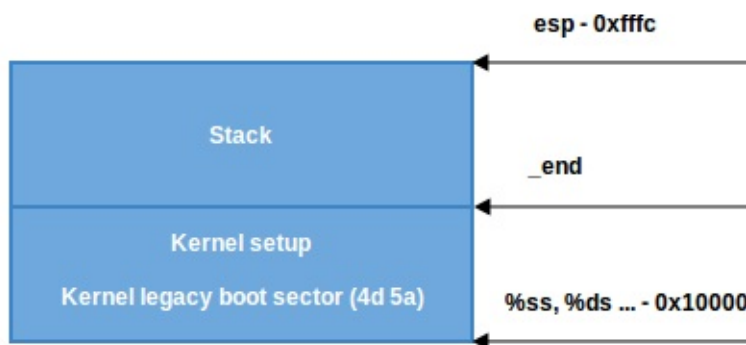 esp - 0xfffc
Stack
_end
Kernel setup
Kernel legacy boot sector (4d 5a)
%ss, %ds ... - 0x10000